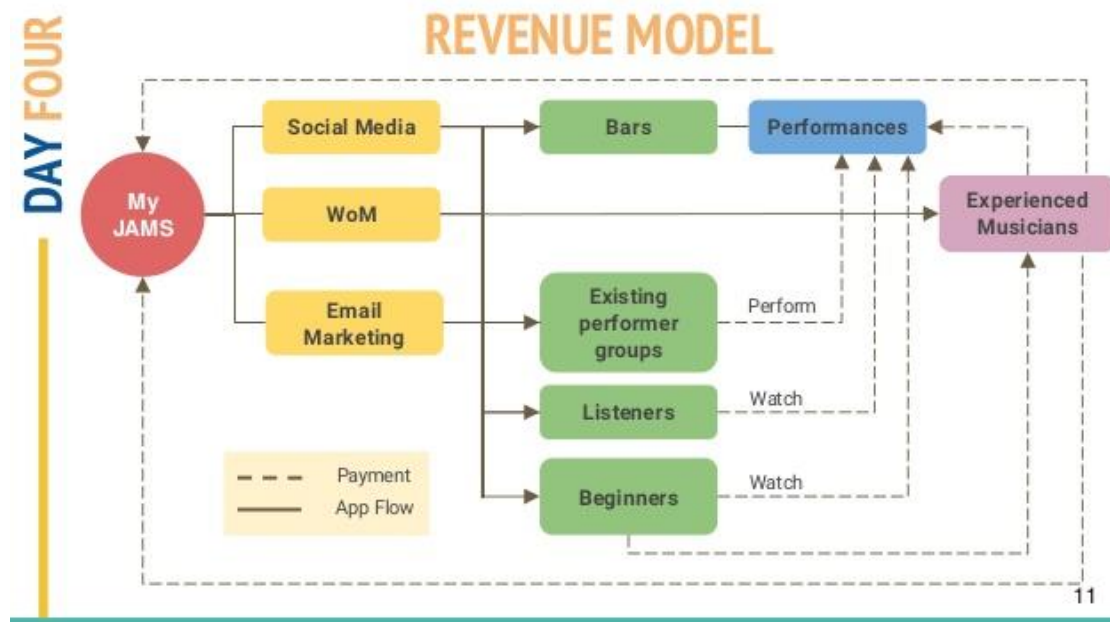 DAY FOUR
REVENUE MODEL
Social Media
Bars
Performances
My
JAMS
WoM
Experienced
Musicians
Email
Marketing
Existing
performer
groups
Perform
Listeners
Watch
Payment
App Flow
Beginners
Watch
11